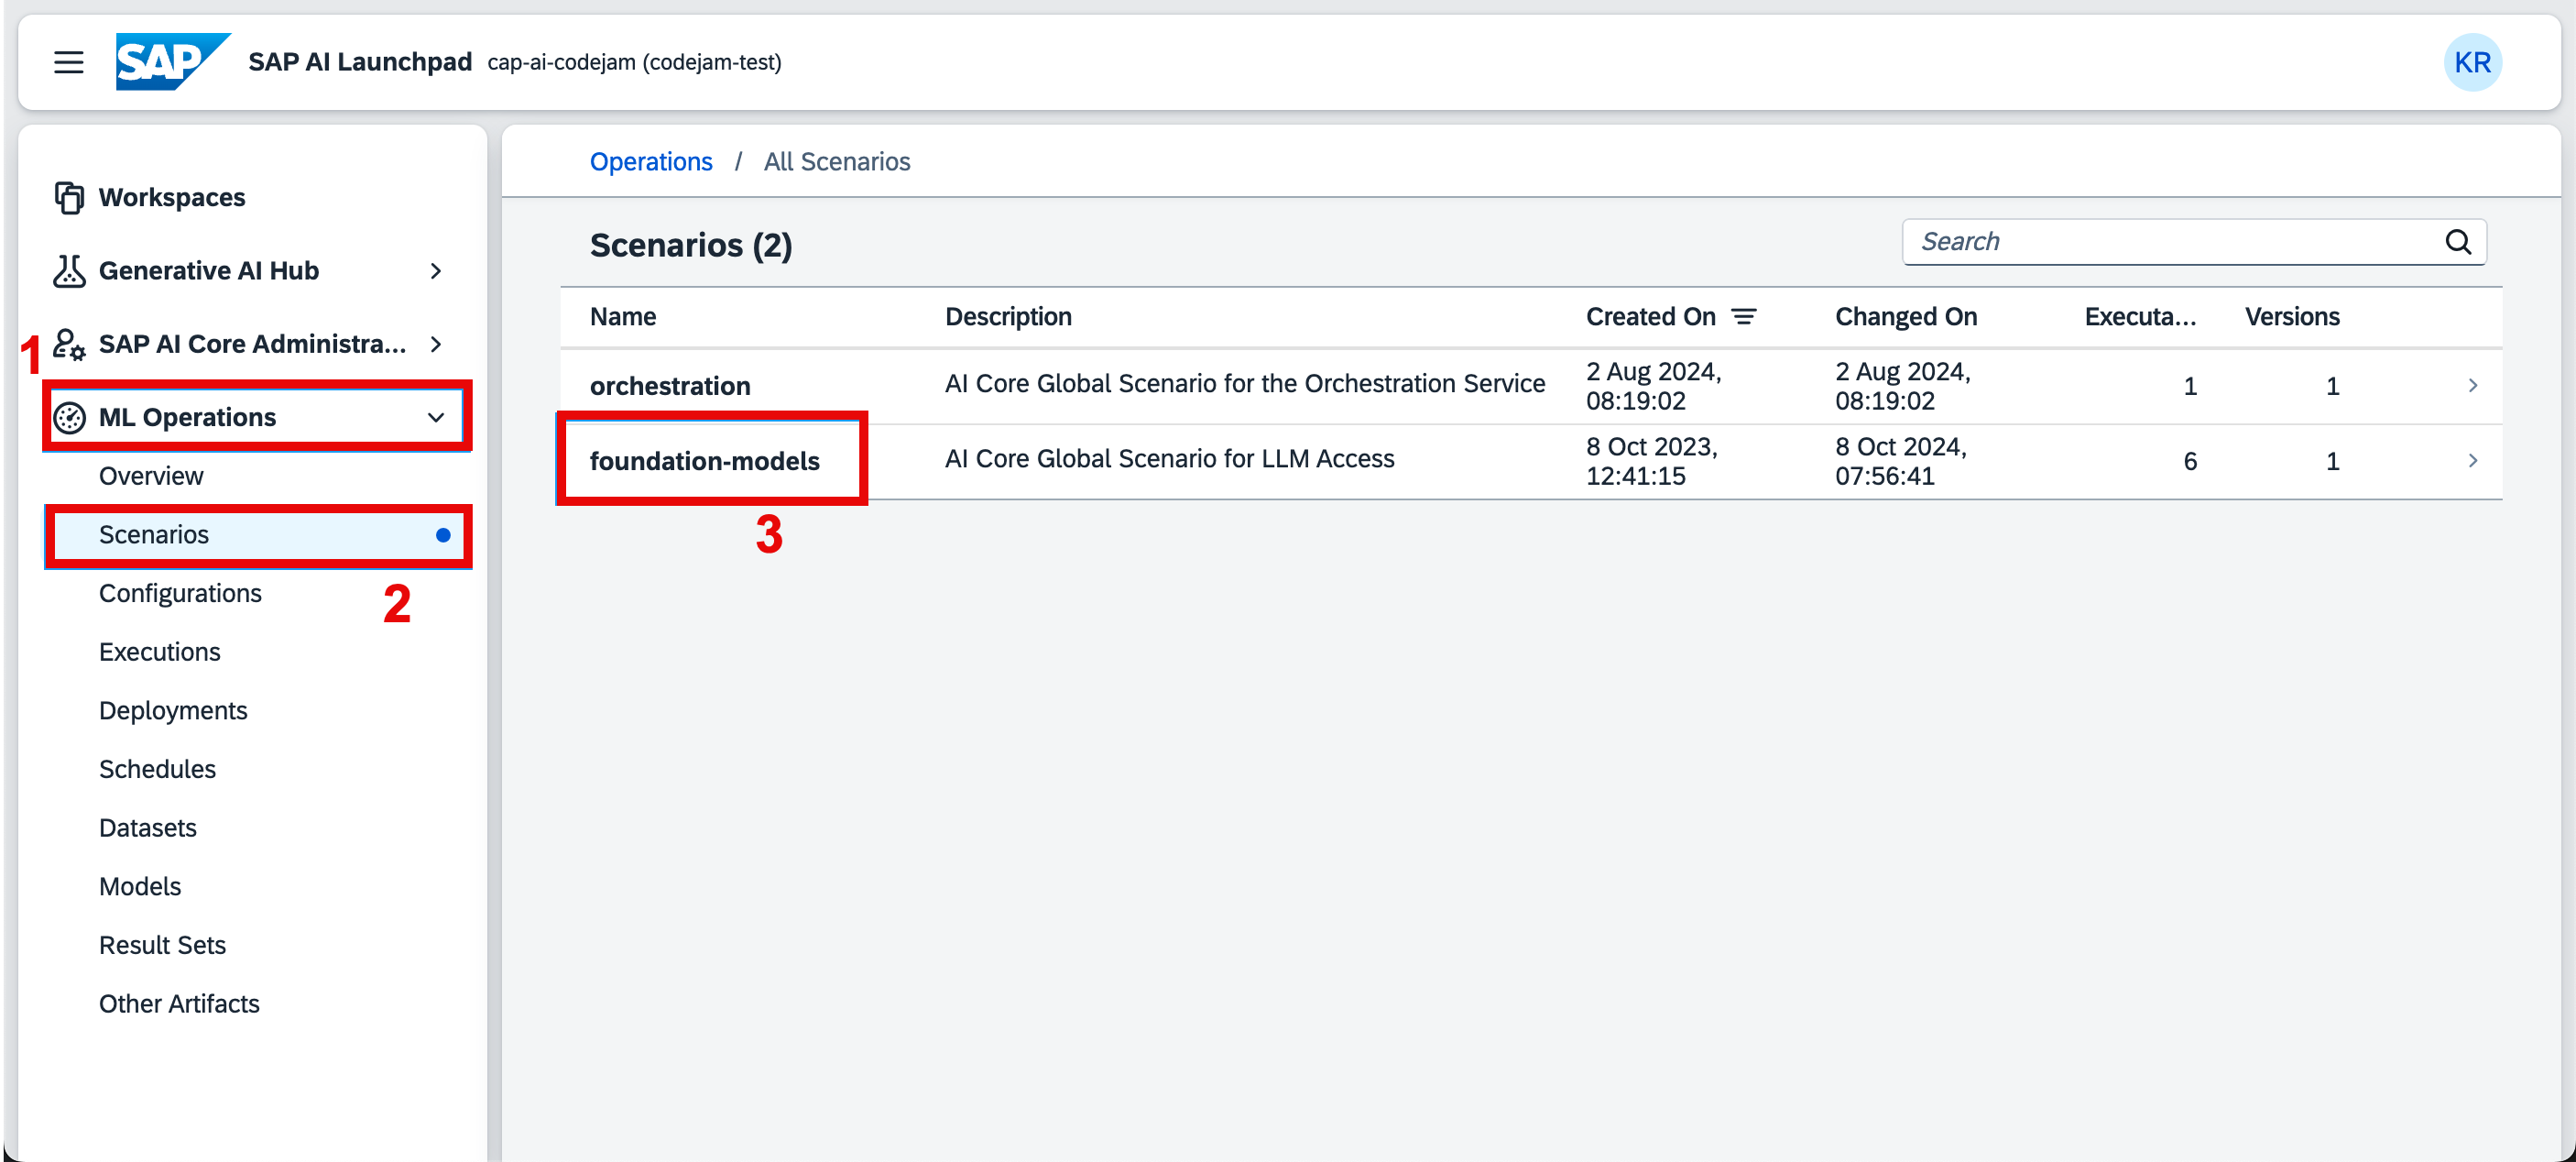 SAP SAP AI Launchpad cap-ai-codejam (codejam-test) KR
Workspaces
Generative AI Hub
1
SAP AI Core Administra...
ML Operations
Overview
Scenarios
2
Configurations
Executions
Deployments
Schedules
Datasets
Models
Result Sets
Other Artifacts
Operations / All Scenarios
Scenarios (2)
Search
Name Description Created On Changed On Executa... Versions
orchestration AI Core Global Scenario for the Orchestration Service 2 Aug 2024, 2 Aug 2024, 1 1
08:19:02 08:19:02
foundation-models AI Core Global Scenario for LLM Access 8 Oct 2023, 8 Oct 2024, 6 1
12:41:15 07:56:41
3